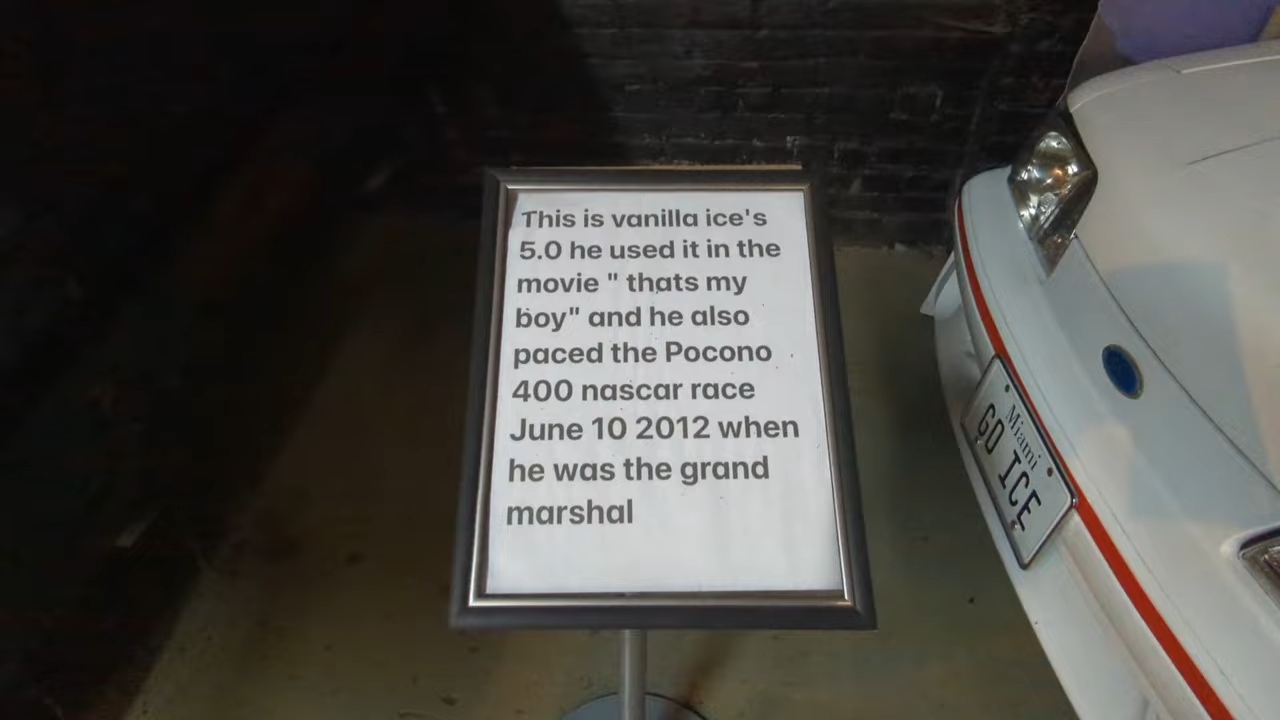 This is vanilla ice's
5.0 he used it in the
movie " thats my
boy" and he also
paced the Pocono
400 nascar race
June 10 2012 when
he was the grand
marshal
Miami
GO ICE